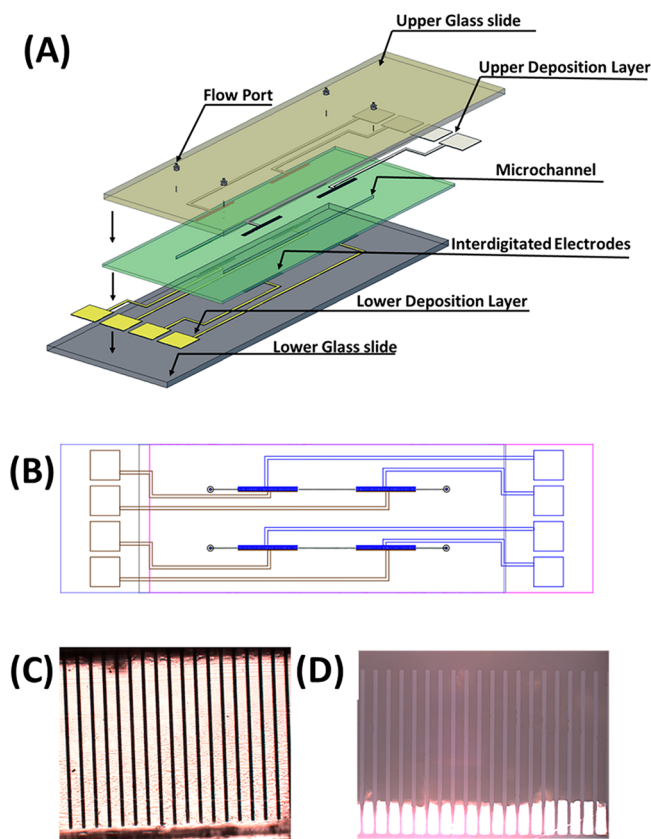 (A)
Upper Glass slide
Upper Deposition Layer
Flow Port
Microchannel
Interdigitated Electrodes
Lower Deposition Layer
Lower Glass slide
(B)
(C)
(D)